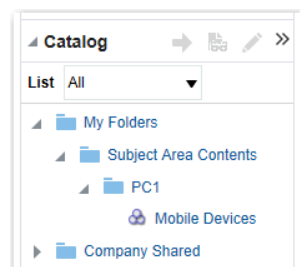 Catalog
List All
My Folders
Subject Area Contents
PC1
Mobile Devices
Company Shared